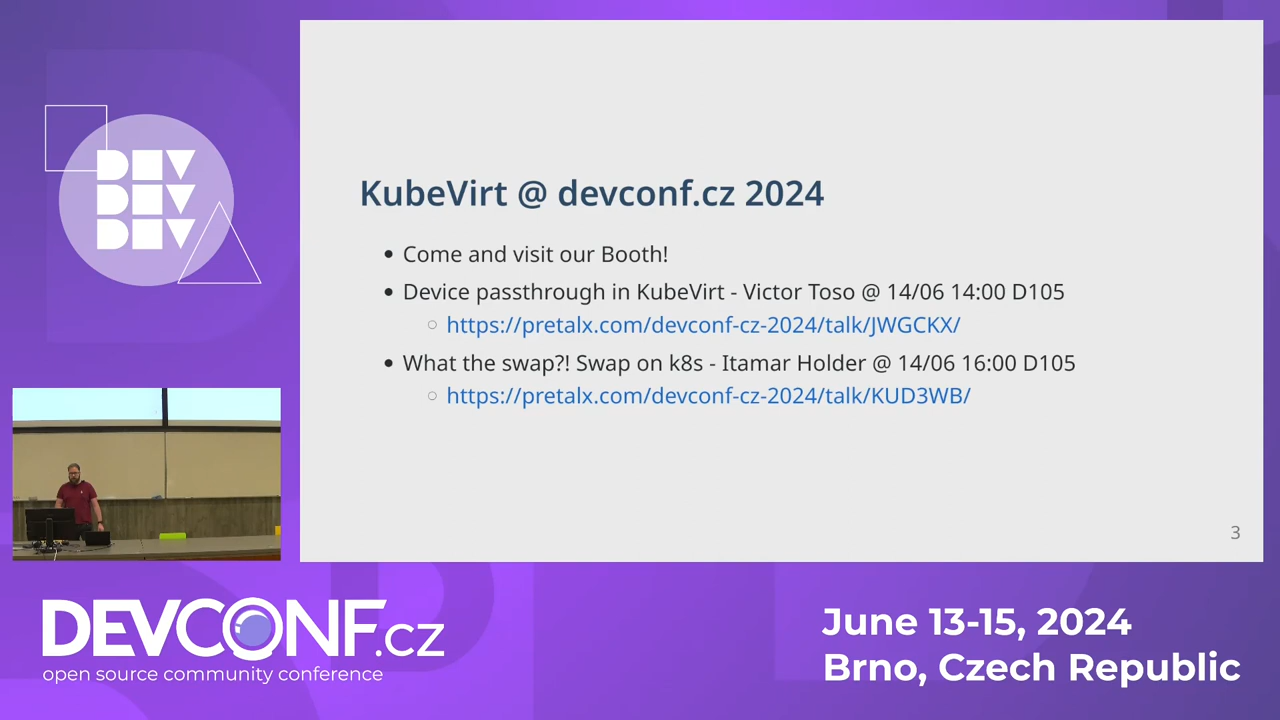 DEV
DEV
DEV
KubeVirt @ devconf.cz 2024
Come and visit our Booth!
Device passthrough in KubeVirt - Victor Toso @ 14/06 14:00 D105
https://pretalx.com/devconf-cz-2024/talk/JWGCKX/
What the swap?! Swap on k8s - Itamar Holder @ 14/06 16:00 D105
https://pretalx.com/devconf-cz-2024/talk/KUD3WB/
3
DEVCONF.cz
open source community conference
June 13-15, 2024
Brno, Czech Republic